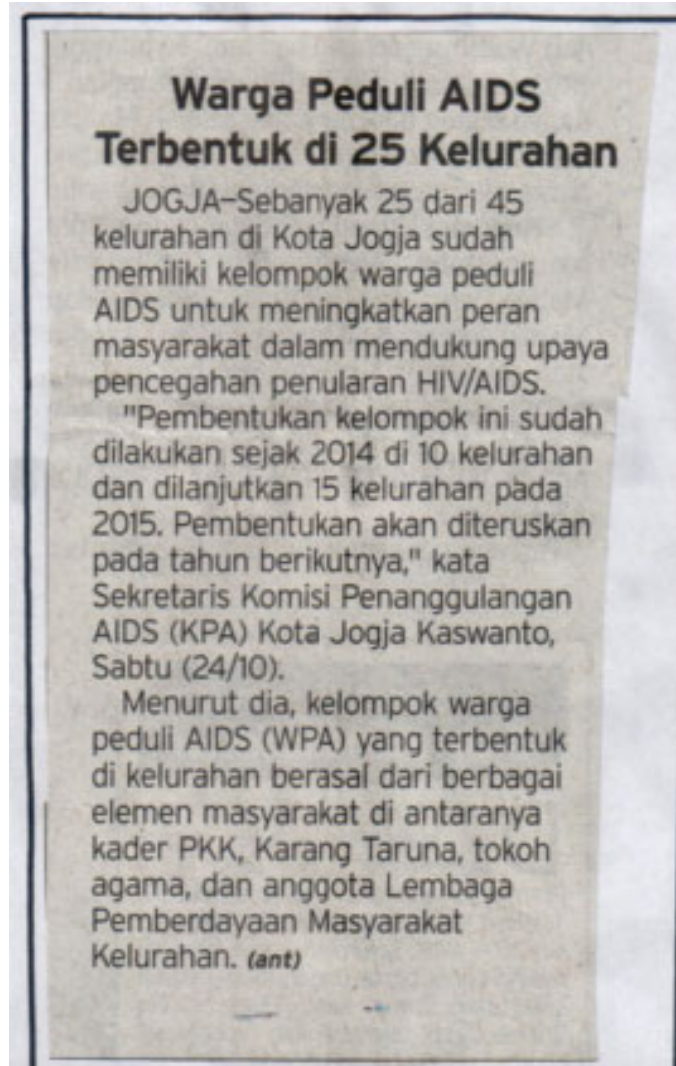 Warga Peduli AIDS
Terbentuk di 25 Kelurahan
JOGJA–Sebanyak 25 dari 45
kelurahan di Kota Jogja sudah
memiliki kelompok warga peduli
AIDS untuk meningkatkan peran
masyarakat dalam mendukung upaya
pencegahan penularan HIV/AIDS.
"Pembentukan kelompok ini sudah
dilakukan sejak 2014 di 10 kelurahan
dan dilanjutkan 15 kelurahan pada
2015. Pembentukan akan diteruskan
pada tahun berikutnya," kata
Sekretaris Komisi Penanggulangan
AIDS (KPA) Kota Jogja Kaswanto,
Sabtu (24/10).
Menurut dia, kelompok warga
peduli AIDS (WPA) yang terbentuk
di kelurahan berasal dari berbagai
elemen masyarakat di antaranya
kader PKK, Karang Taruna, tokoh
agama, dan anggota Lembaga
Pemberdayaan Masyarakat
Kelurahan. (ant)